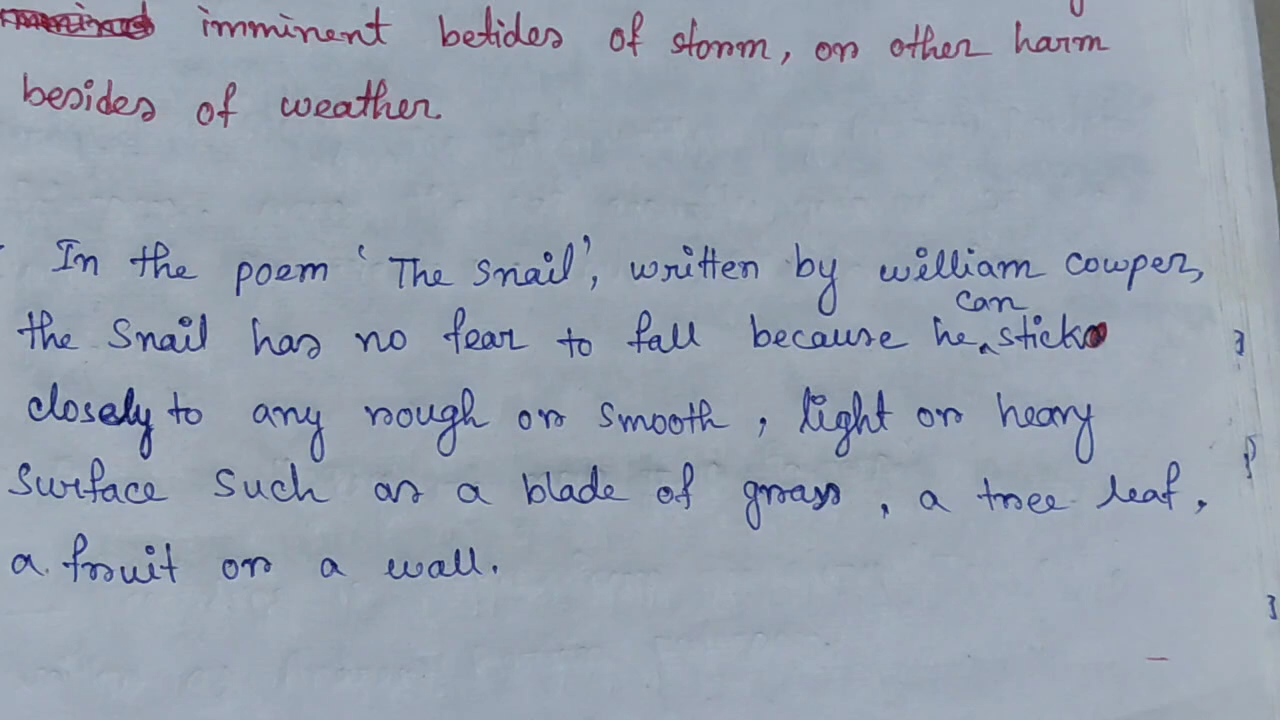 imminent betides of storm, or other harm
besides of weather.
In the poem 'The Snail', written by william cowper,
can
the Snail has no fear to fall because he stick
closely to any rough or smooth, light or heavy
surface such as a blade of grass, a tree leaf,
a fruit or a wall.